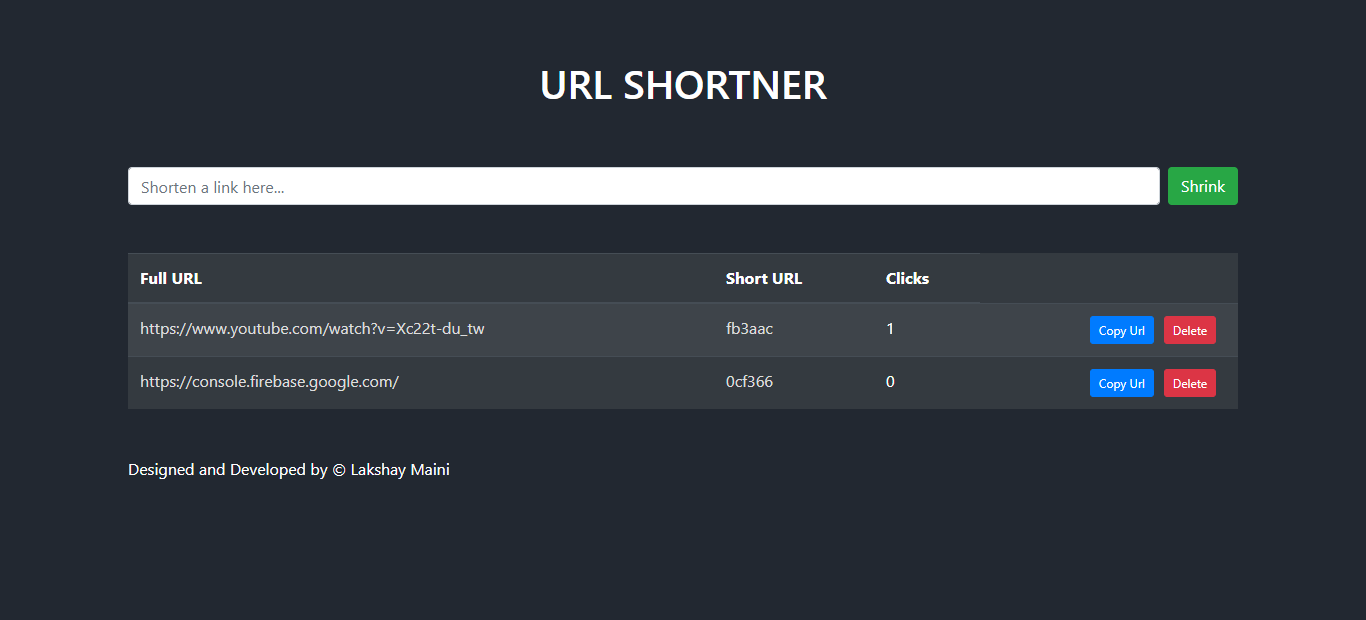 URL SHORTNER
Shorten a link here...
Shrink
Full URL Short URL Clicks
https://www.youtube.com/watch?v=Xc22t-du_tw fb3aac 1 Copy Url Delete
https://console.firebase.google.com/ 0cf366 0 Copy Url Delete
Designed and Developed by © Lakshay Maini